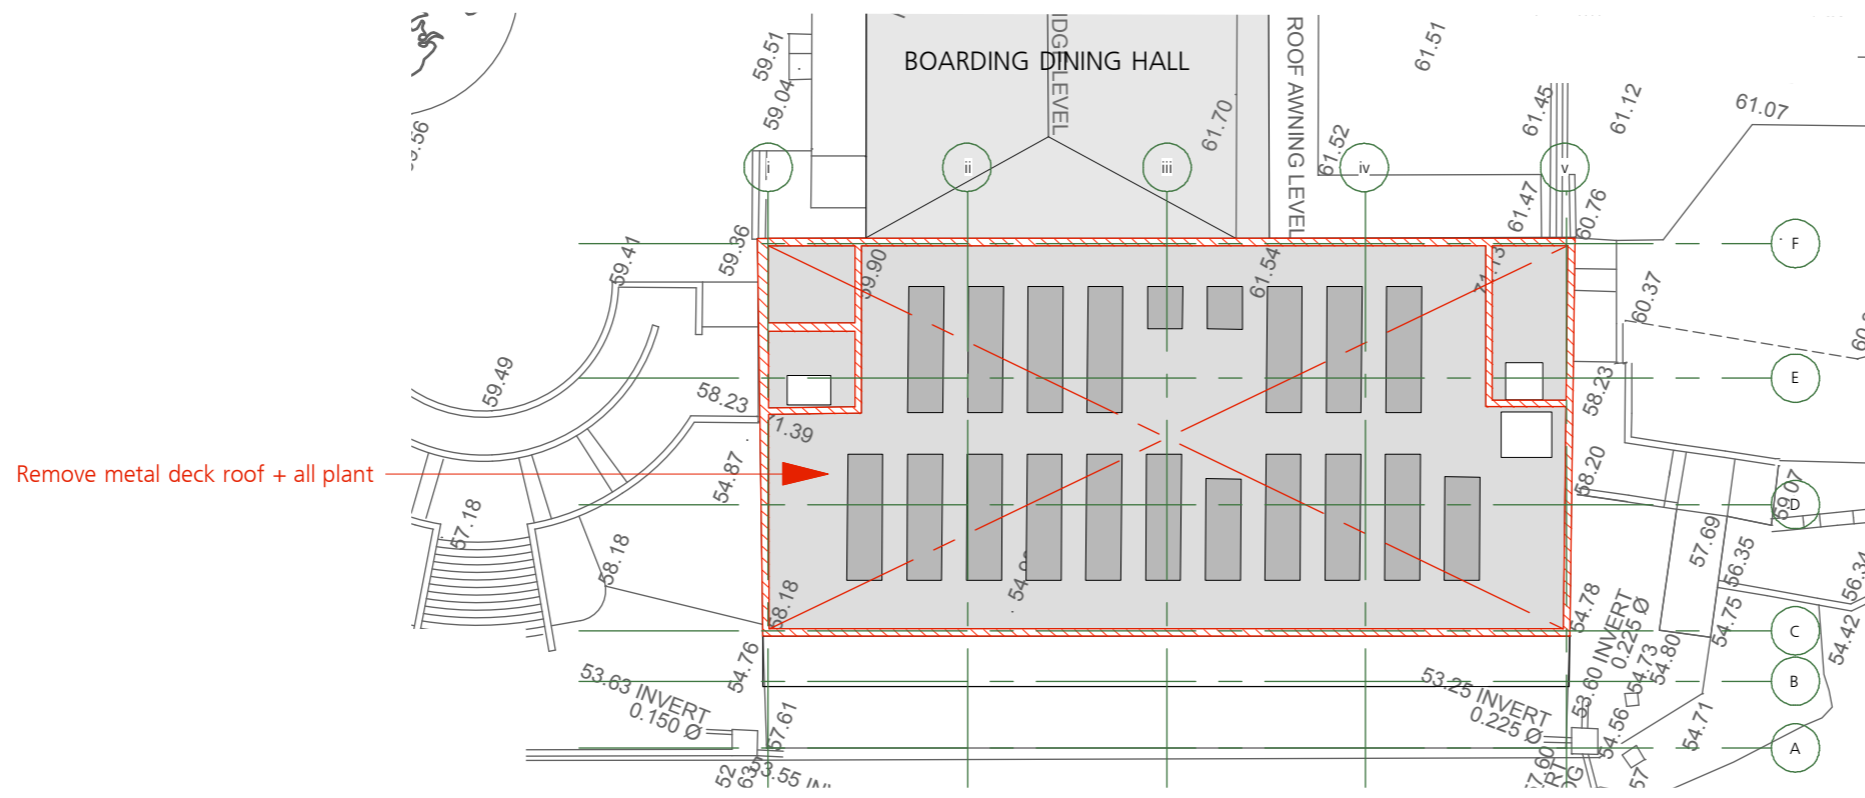 BOARDING DINING HALL
ROOF AWNING LEVEL
59.51
59.04
61.70
61.52
61.51
61.45
61.12
61.07
61.47
60.76
i
ii
iii
iv
v
59.41
59.36
59.90
61.54
F
60.37
59.49
58.23
E
58.23
71.39
Remove metal deck roof + all plant
54.87
58.20
59.07
D
57.18
58.18
58.18
57.69
56.35
54.78
54.75
C
54.42
54.76
53.63 INVERT
0.150 Ø
57.61
53.25 INVERT
0.225 Ø
53.60 INVERT
0.225 Ø
54.73
54.80
B
54.56
54.71
A